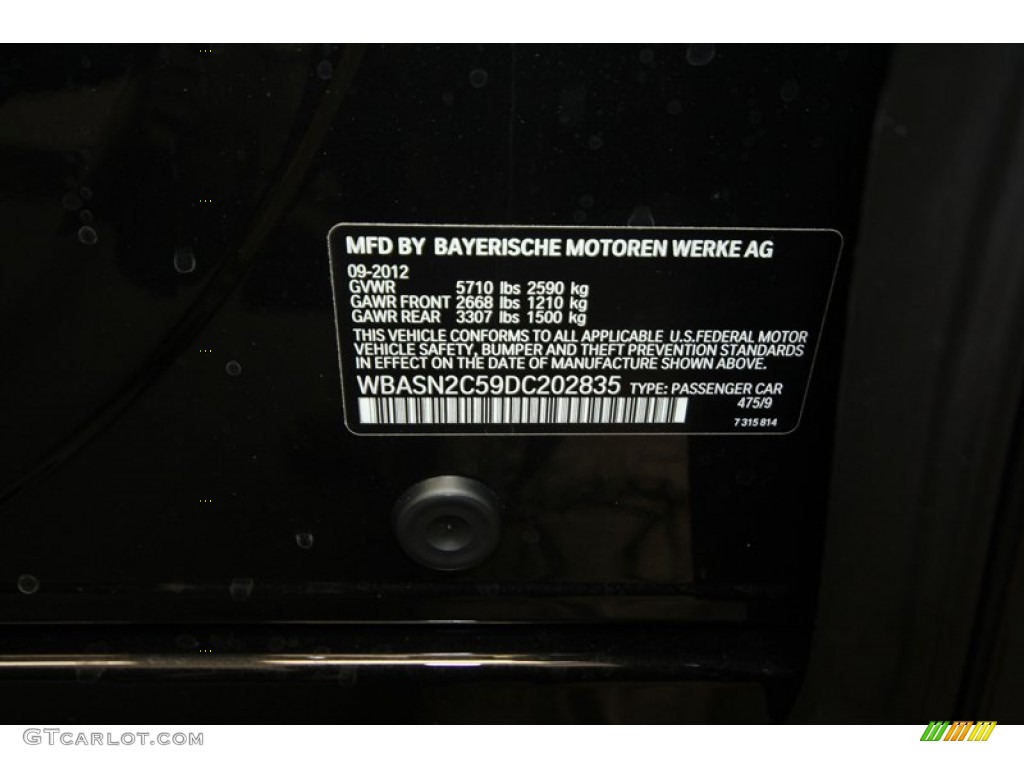 MFD BY BAYERISCHE MOTOREN WERKE AG
09-2012
GVWR 5710 lbs 2590 kg
GAWR FRONT 2668 lbs 1210 kg
GAWR REAR 3307 lbs 1500 kg
THIS VEHICLE CONFORMS TO ALL APPLICABLE U.S.FEDERAL MOTOR
VEHICLE SAFETY, BUMPER AND THEFT PREVENTION STANDARDS
IN EFFECT ON THE DATE OF MANUFACTURE SHOWN ABOVE.
WBASN2C59DC202835 TYPE: PASSENGER CAR
475/9
7 315 814
GTCARLOT.COM